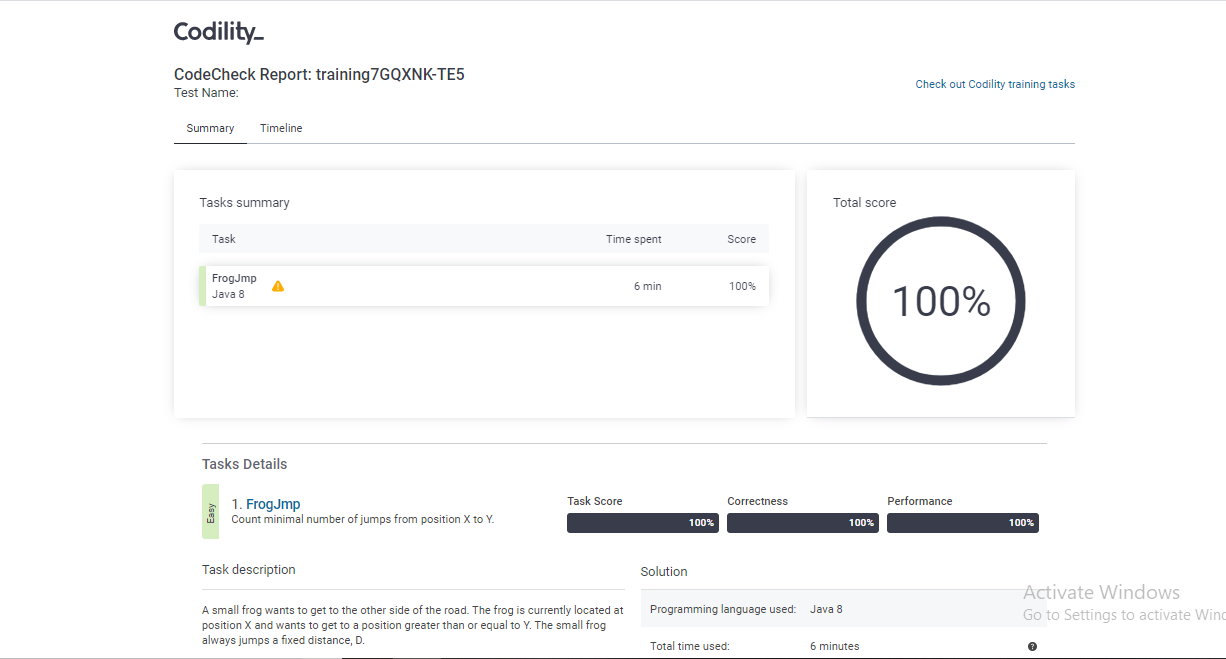 Codility_
CodeCheck Report: training7GQXNK-TE5
Test Name:
Check out Codility training tasks
Summary Timeline
Tasks summary
Task Time spent Score
FrogJmp
Java 8
6 min 100%
Total score
100%
Tasks Details
Easy
1. FrogJmp
Count minimal number of jumps from position X to Y.
Task Score Correctness Performance
100% 100% 100%
Task description
A small frog wants to get to the other side of the road. The frog is currently located at
position X and wants to get to a position greater than or equal to Y. The small frog
always jumps a fixed distance, D.
Solution
Programming language used: Java 8
Total time used: 6 minutes
Activate Windows
Go to Settings to activate Win